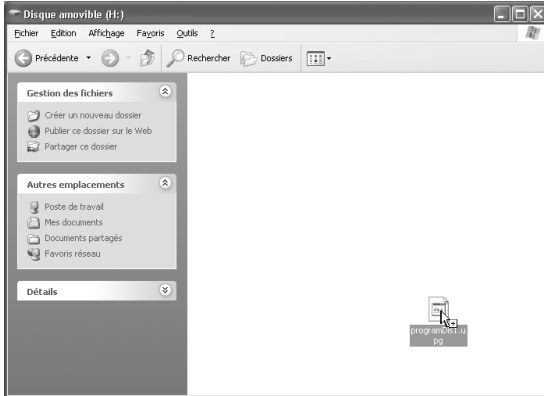 Disque amovible (H:)
Fichier Edition Affichage Favoris Outils ?
Précédente Rechercher Dossiers
Gestion des fichiers
Créer un nouveau dossier
Publier ce dossier sur le Web
Partager ce dossier
Autres emplacements
Poste de travail
Mes documents
Documents partagés
Favoris réseau
Détails